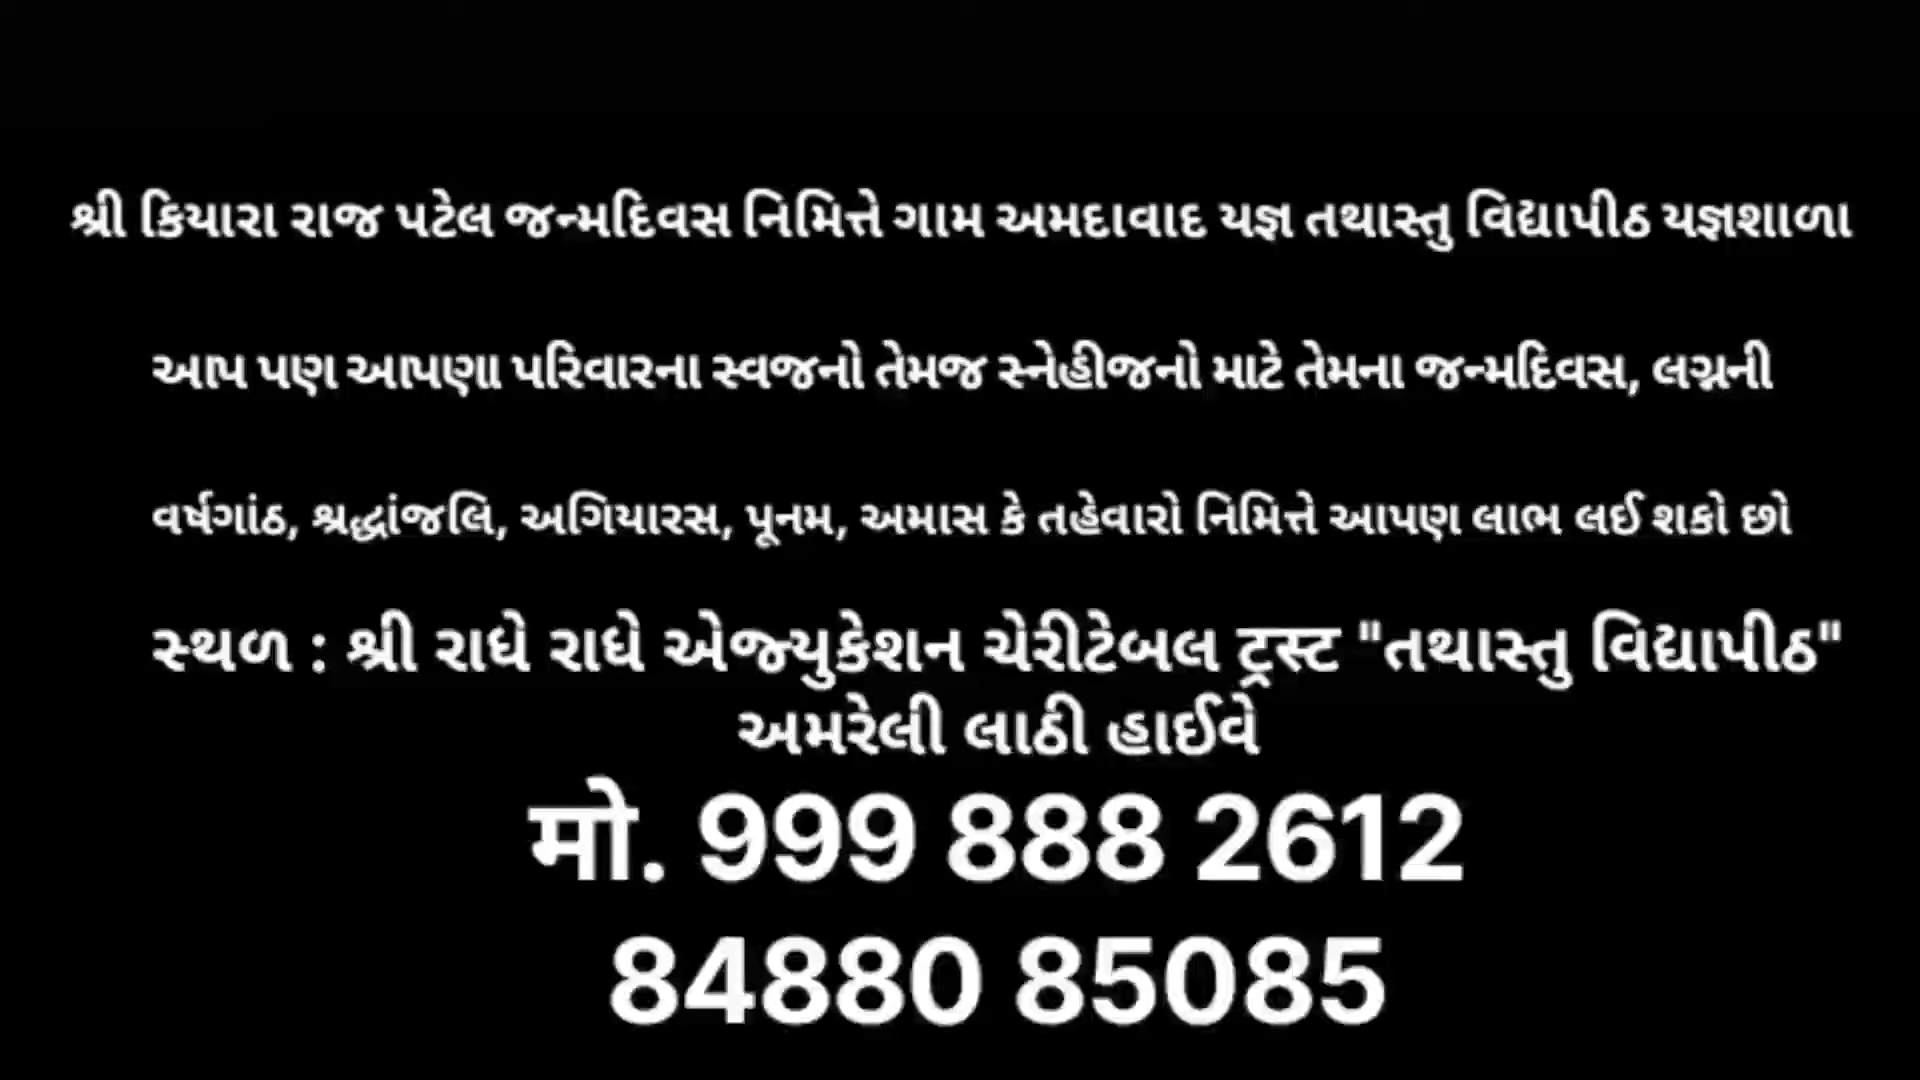 શ્રી કિયારા રાજ પટેલ જન્મદિવસ નિમિત્તે ગામ અમદાવાદ યજ્ઞ તથાસ્તુ વિદ્યાપીઠ યજ્ઞશાળા
આપ પણ આપણા પરિવારના સ્વજનો તેમજ સ્નેહીજનો માટે તેમના જન્મદિવસ, લગ્નની
વર્ષગાંઠ, શ્રદ્ધાંજલિ, અગિયારસ, પૂનમ, અમાસ કે તહેવારો નિમિત્તે આપણ લાભ લઈ શકો છો
સ્થળ : શ્રી રાધે રાધે એજ્યુકેશન ચેરીટેબલ ટ્રસ્ટ "તથાસ્તુ વિદ્યાપીઠ"
અમરેલી લાઠી હાઈવે
मो. 999 888 2612
84880 85085